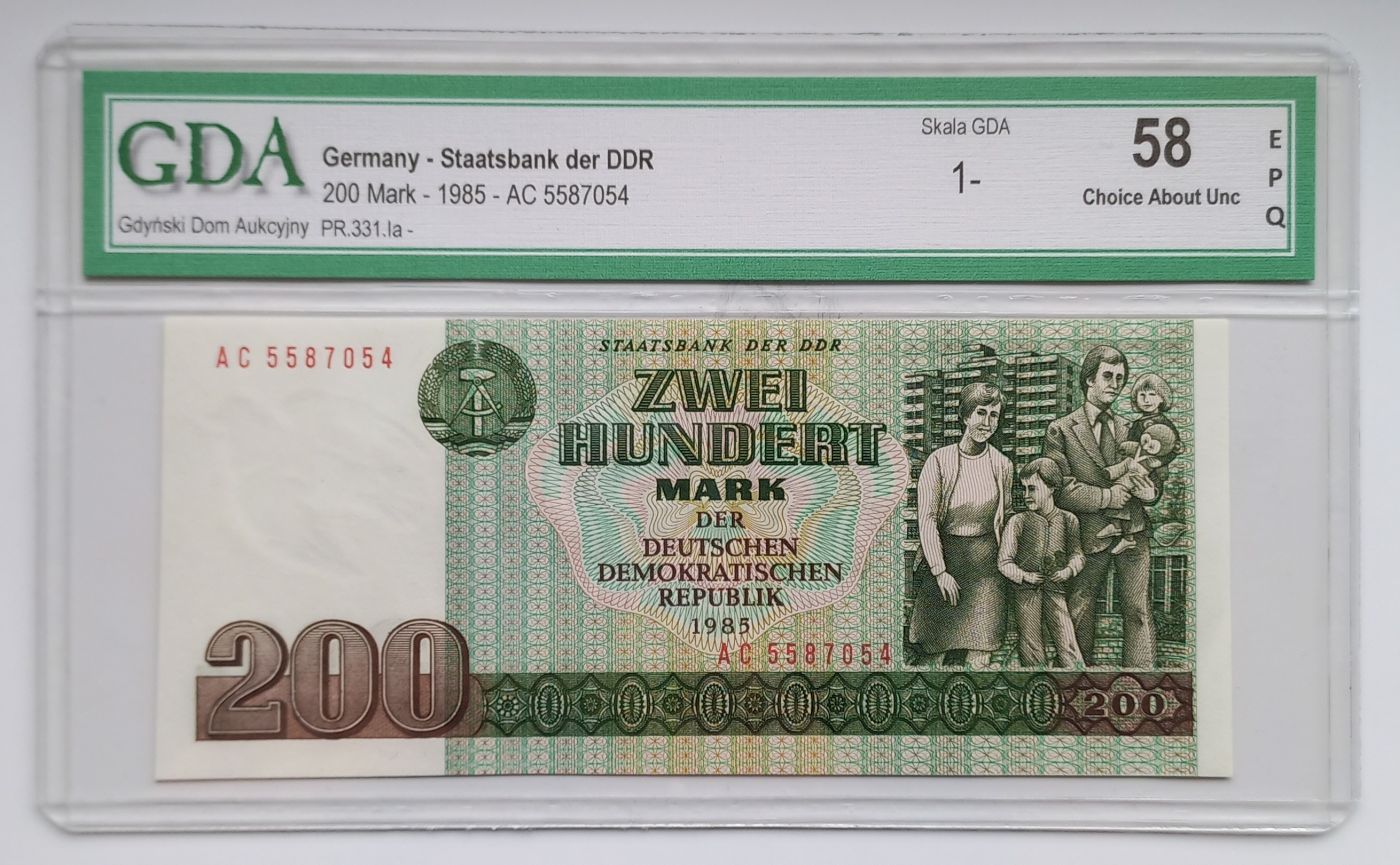 GDA
Gdyński Dom Aukcyjny
Germany - Staatsbank der DDR
200 Mark - 1985 - AC 5587054
PR.331.Ia -
Skala GDA
1-
58
Choice About Unc
E
P
Q
AC 5587054
STAATSBANK DER DDR
ZWEI
HUNDERT
MARK
DER
DEUTSCHEN
DEMOKRATISCHEN
REPUBLIK
1985
AC 5587054
200
200